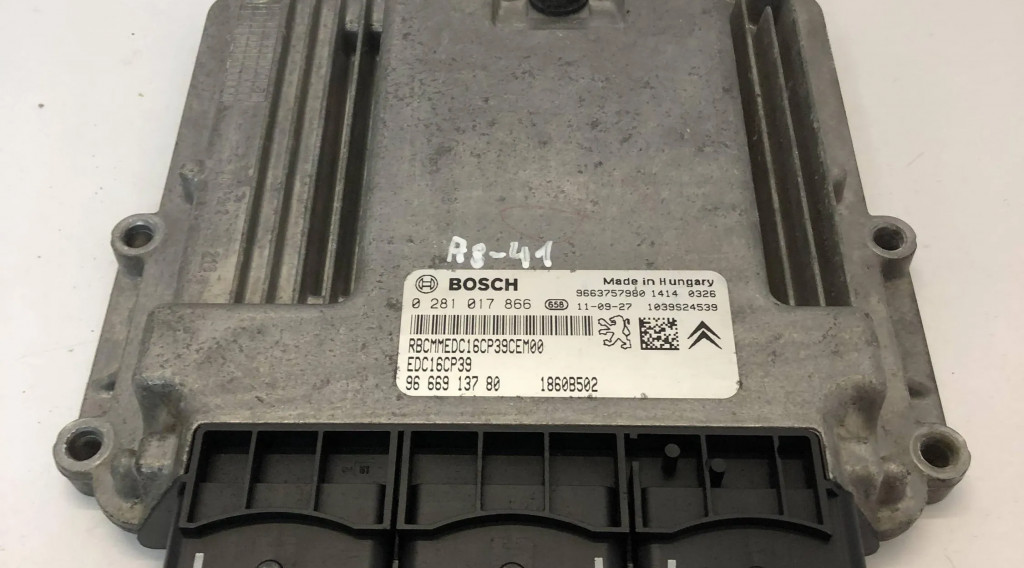 A8-41
BOSCH Made in Hungary
9663757980 1414 0326
0 281 017 866 658 11-09-27 1039S24539
RBCMMEDC16CP39CEM00
EDC16CP39
96 669 137 80 1860B502